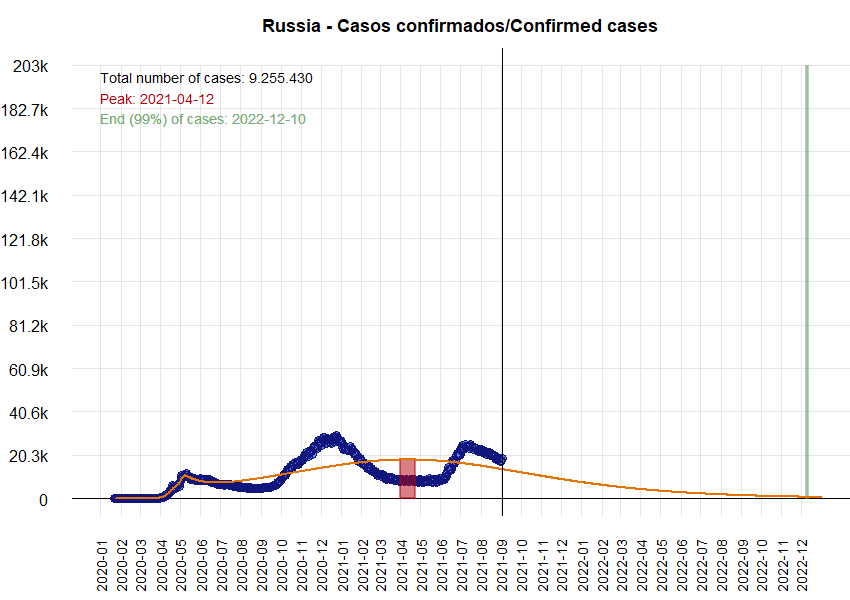 Russia - Casos confirmados/Confirmed cases
203k
182.7k
162.4k
142.1k
121.8k
101.5k
81.2k
60.9k
40.6k
20.3k
0
Total number of cases: 9.255.430
Peak: 2021-04-12
End (99%) of cases: 2022-12-10
2020-01
2020-02
2020-03
2020-04
2020-05
2020-06
2020-07
2020-08
2020-09
2020-10
2020-11
2020-12
2021-01
2021-02
2021-03
2021-04
2021-05
2021-06
2021-07
2021-08
2021-09
2021-10
2021-11
2021-12
2022-01
2022-02
2022-03
2022-04
2022-05
2022-06
2022-07
2022-08
2022-09
2022-10
2022-11
2022-12